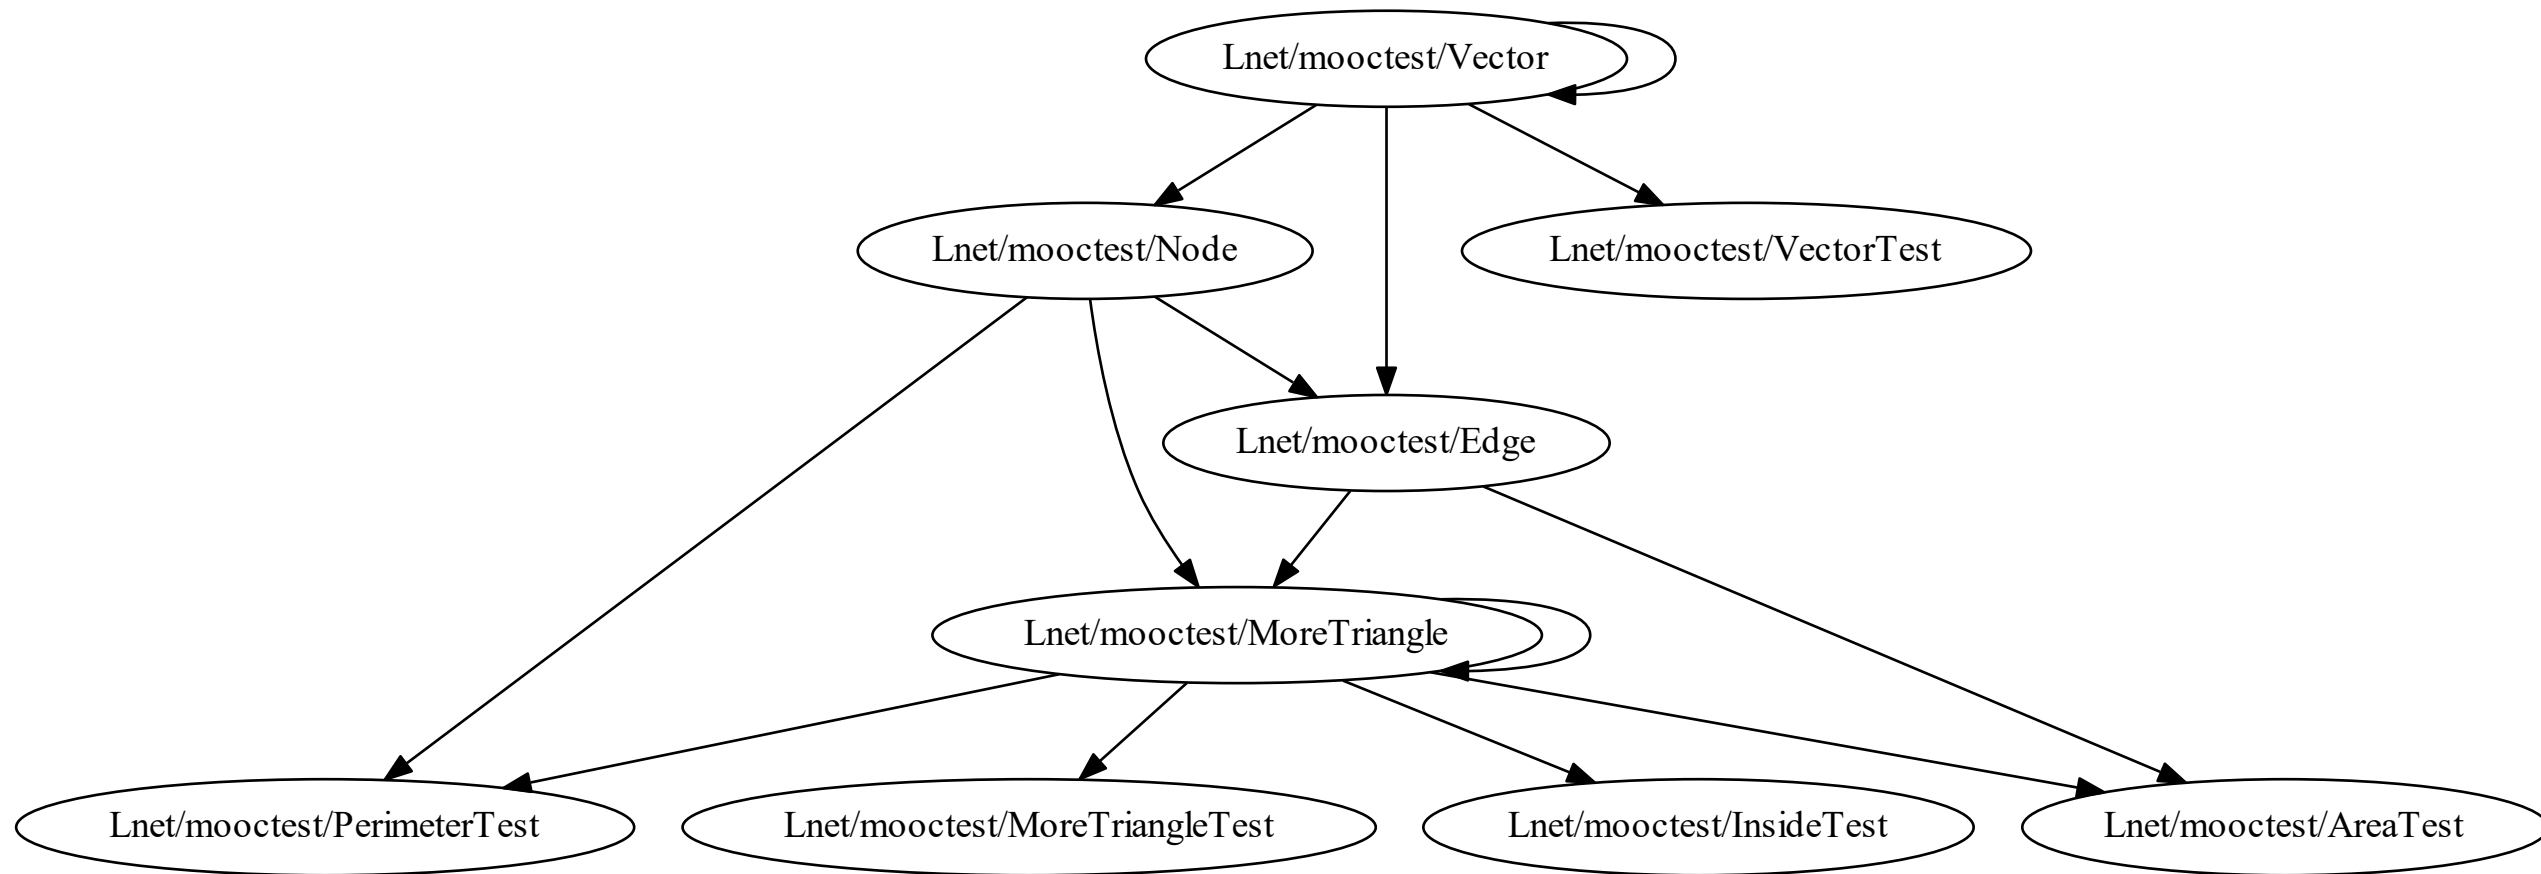 Lnet/mooctest/Vector
Lnet/mooctest/Node
Lnet/mooctest/VectorTest
Lnet/mooctest/Edge
Lnet/mooctest/MoreTriangle
Lnet/mooctest/PerimeterTest
Lnet/mooctest/MoreTriangleTest
Lnet/mooctest/InsideTest
Lnet/mooctest/AreaTest